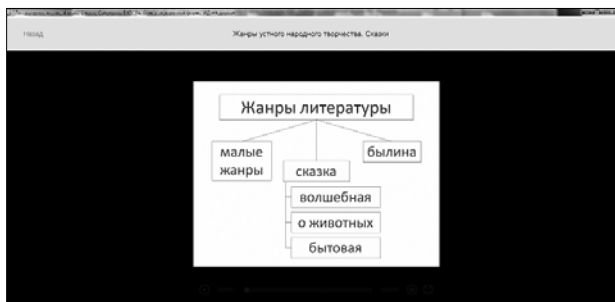 Назад
Жанры устного народного творчества. Сказки
Жанры литературы
малые
жанры
сказка
былина
волшебная
о животных
бытовая